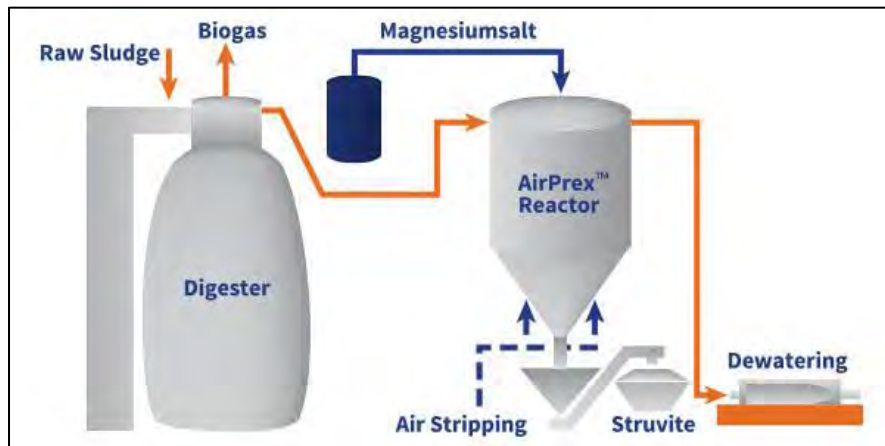 Biogas
Magnesiumsalt
Raw Sludge
AirPrex™
Reactor
Digester
Dewatering
Air Stripping
Struvite